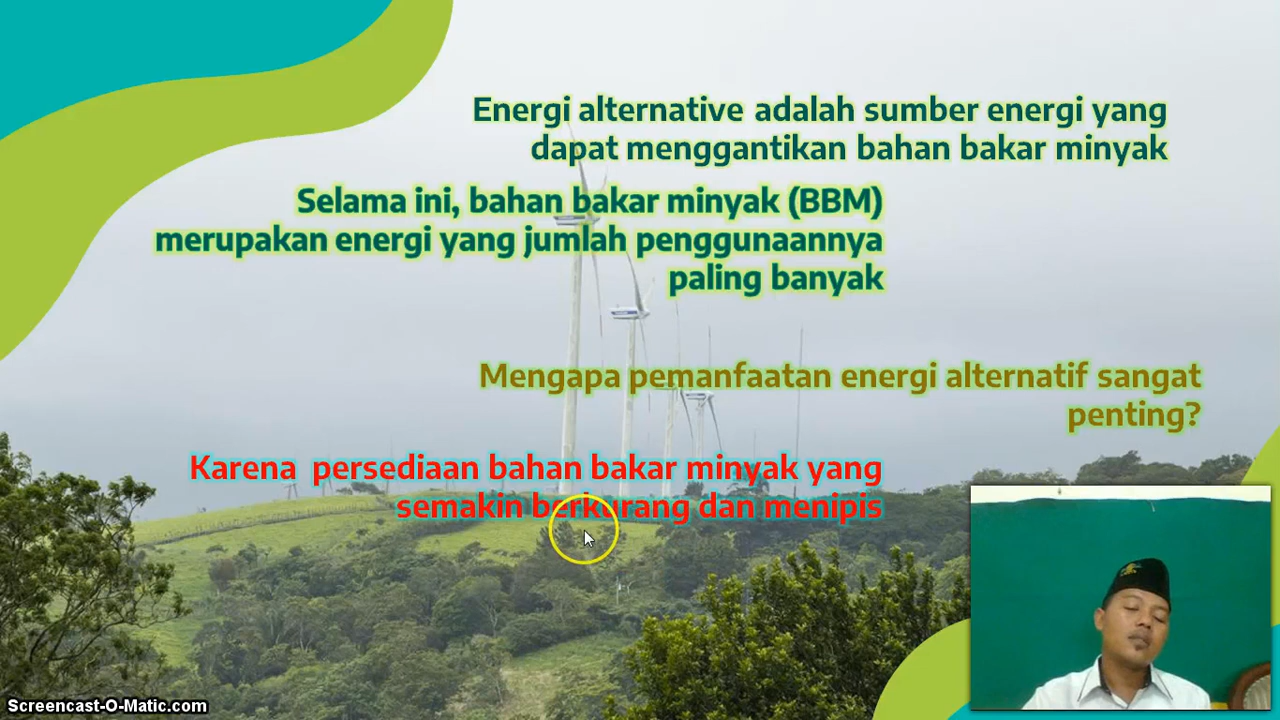 Energi alternative adalah sumber energi yang
dapat menggantikan bahan bakar minyak
Selama ini, bahan bakar minyak (BBM)
merupakan energi yang jumlah penggunaannya
paling banyak
Mengapa pemanfaatan energi alternatif sangat
penting?
Karena persediaan bahan bakar minyak yang
semakin berkurang dan menipis
Screencast-O-Matic.com